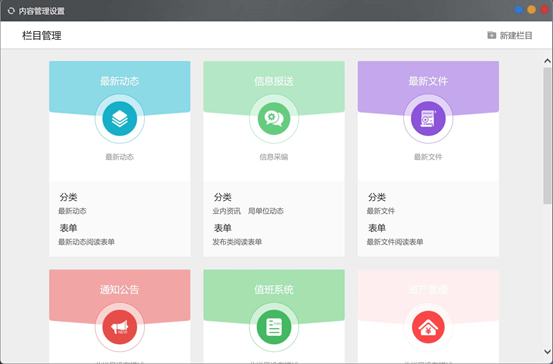 内容管理设置
栏目管理
新建栏目
最新动态
信息报送
最新文件
最新动态
信息采编
最新文件
分类
分类
分类
最新动态
业内资讯 局单位动态
最新文件
表单
表单
表单
最新动态阅读表单
发布类阅读表单
最新文件阅读表单
通知公告
值班系统
NEW